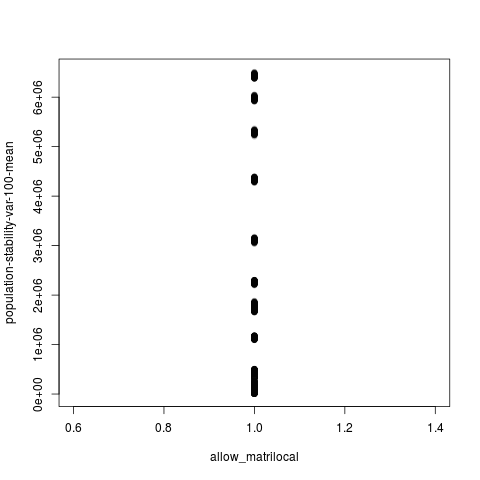 population-stability-var-100-mean
6e+06
5e+06
4e+06
3e+06
2e+06
1e+06
0e+00
0.6 0.8 1.0 1.2 1.4
allow_matrilocal